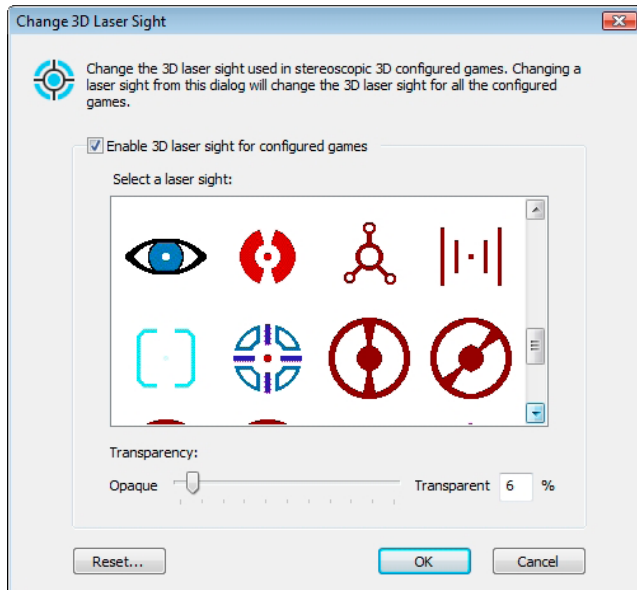 Change 3D Laser Sight
Change the 3D laser sight used in stereoscopic 3D configured games. Changing a
laser sight from this dialog will change the 3D laser sight for all the configured
games.
Enable 3D laser sight for configured games
Select a laser sight:
Transparency:
Opaque Transparent 6 %
Reset... OK Cancel